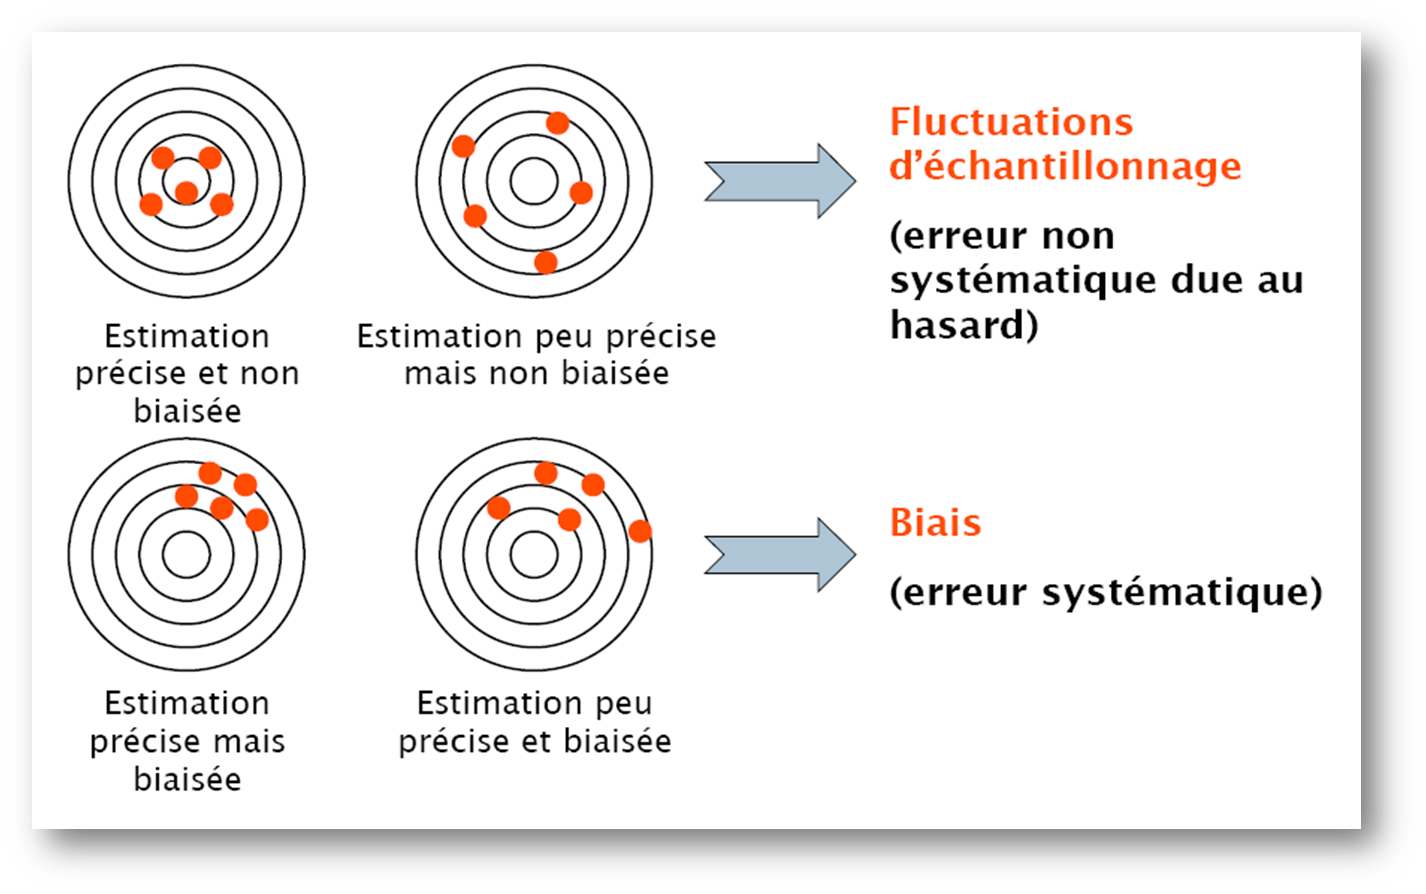 Estimation
précise et non
biaisée
Estimation peu précise
mais non biaisée
Fluctuations
d’échantillonnage
(erreur non
systématique due au
hasard)
Estimation
précise mais
biaisée
Estimation peu
précise et biaisée
Biais
(erreur systématique)